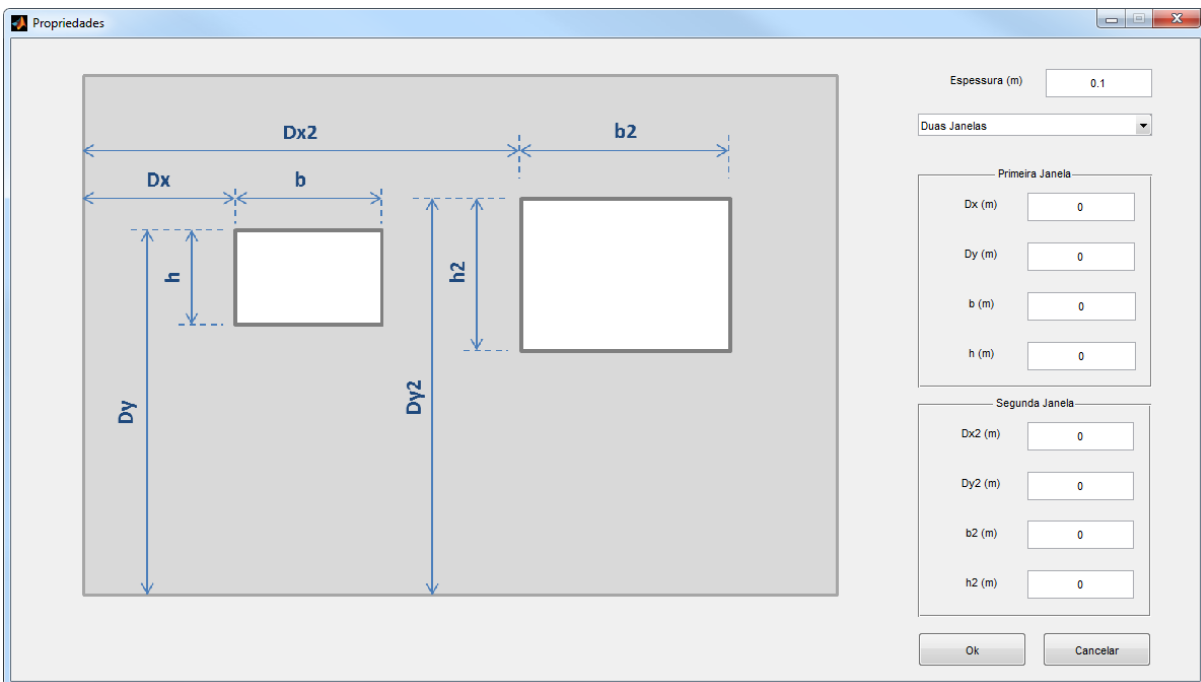 Propriedades
Dx2
b2
Dx
b
h
h2
Dy
Dy2
Espessura (m)
0.1
Duas Janelas
Primeira Janela
Dx (m)
0
Dy (m)
0
b (m)
0
h (m)
0
Segunda Janela
Dx2 (m)
0
Dy2 (m)
0
b2 (m)
0
h2 (m)
0
Ok
Cancelar